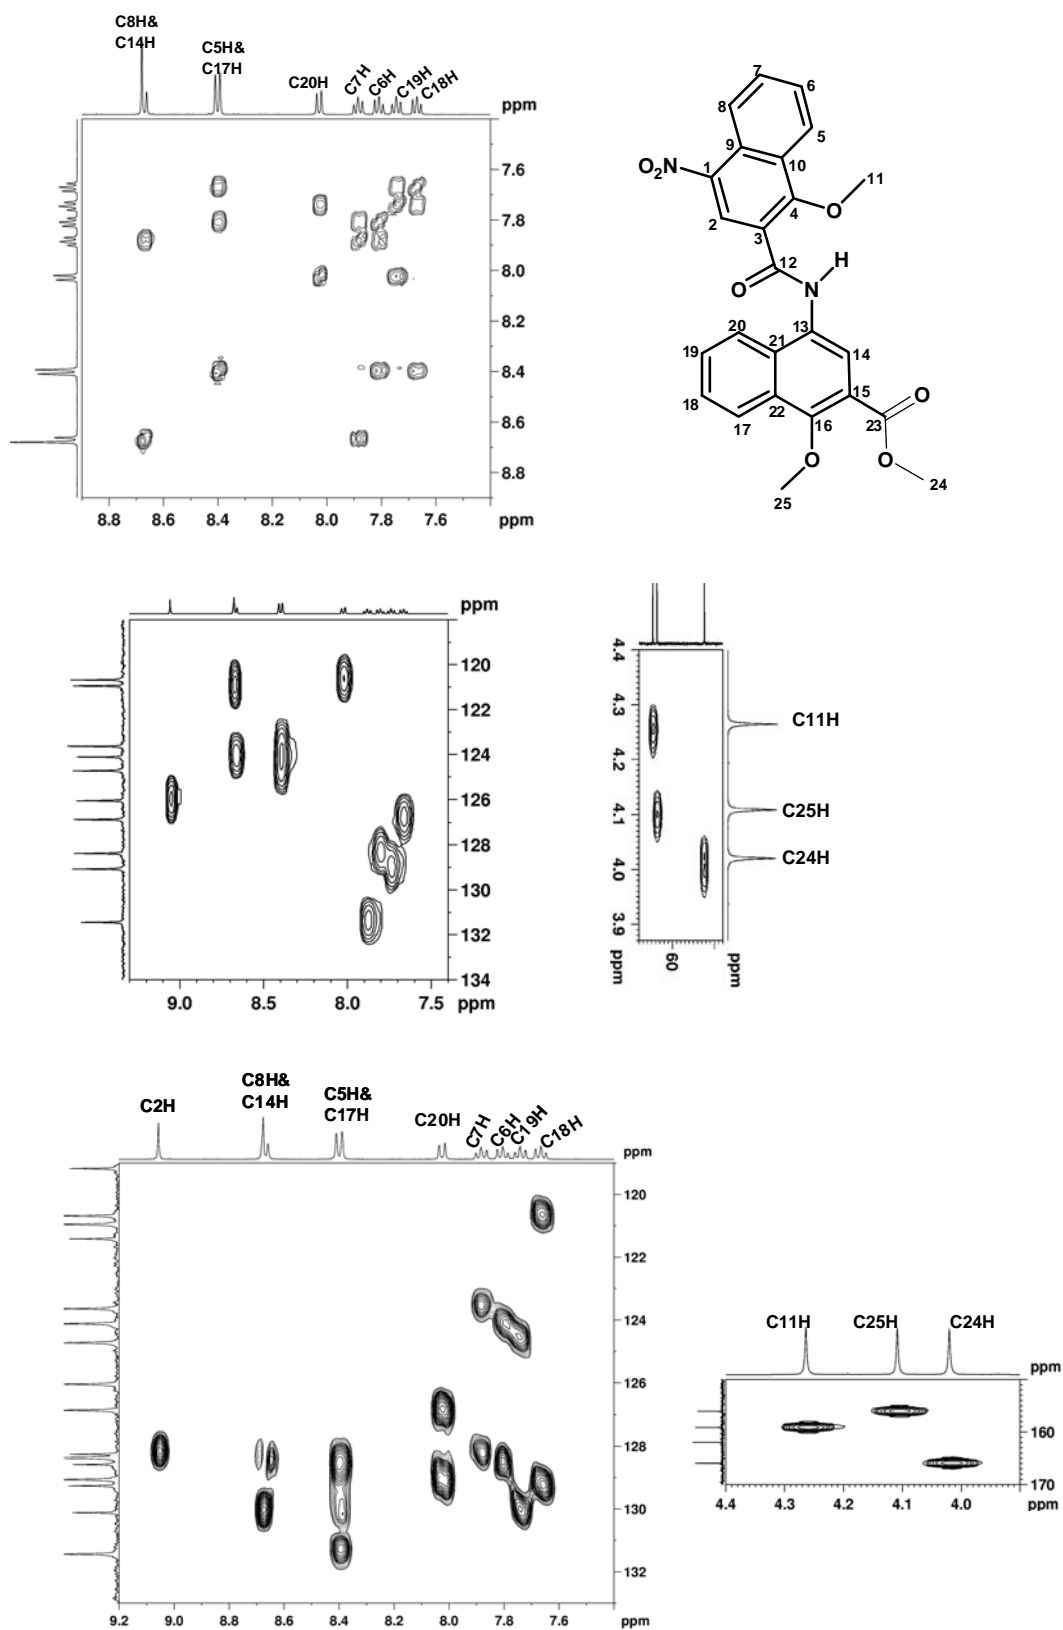 C8H&
C14H
C5H&
C17H
C20H
C7H
C6H
C19H
C18H
ppm
7.6
7.8
8.0
8.2
8.4
8.6
8.8
8.8 8.6 8.4 8.2 8.0 7.8 7.6 ppm
7
6
8
5
9
10
11
O2N
1
2
4
O
3
12
H
O
N
13
20
21
14
19
15
O
18
22
23
17
16
O
O
24
25
ppm
120
122
124
126
128
130
132
134
9.0 8.5 8.0 7.5 ppm
4.4
4.3
4.2
4.1
4.0
3.9
ppm
60
ppm
C11H
C25H
C24H
C2H
C8H&
C14H
C5H&
C17H
C20H
C7H
C6H
C19H
C18H
ppm
120
122
124
126
128
130
132
9.2 9.0 8.8 8.6 8.4 8.2 8.0 7.8 7.6 ppm
C11H C25H C24H
ppm
160
170
4.4 4.3 4.2 4.1 4.0 ppm